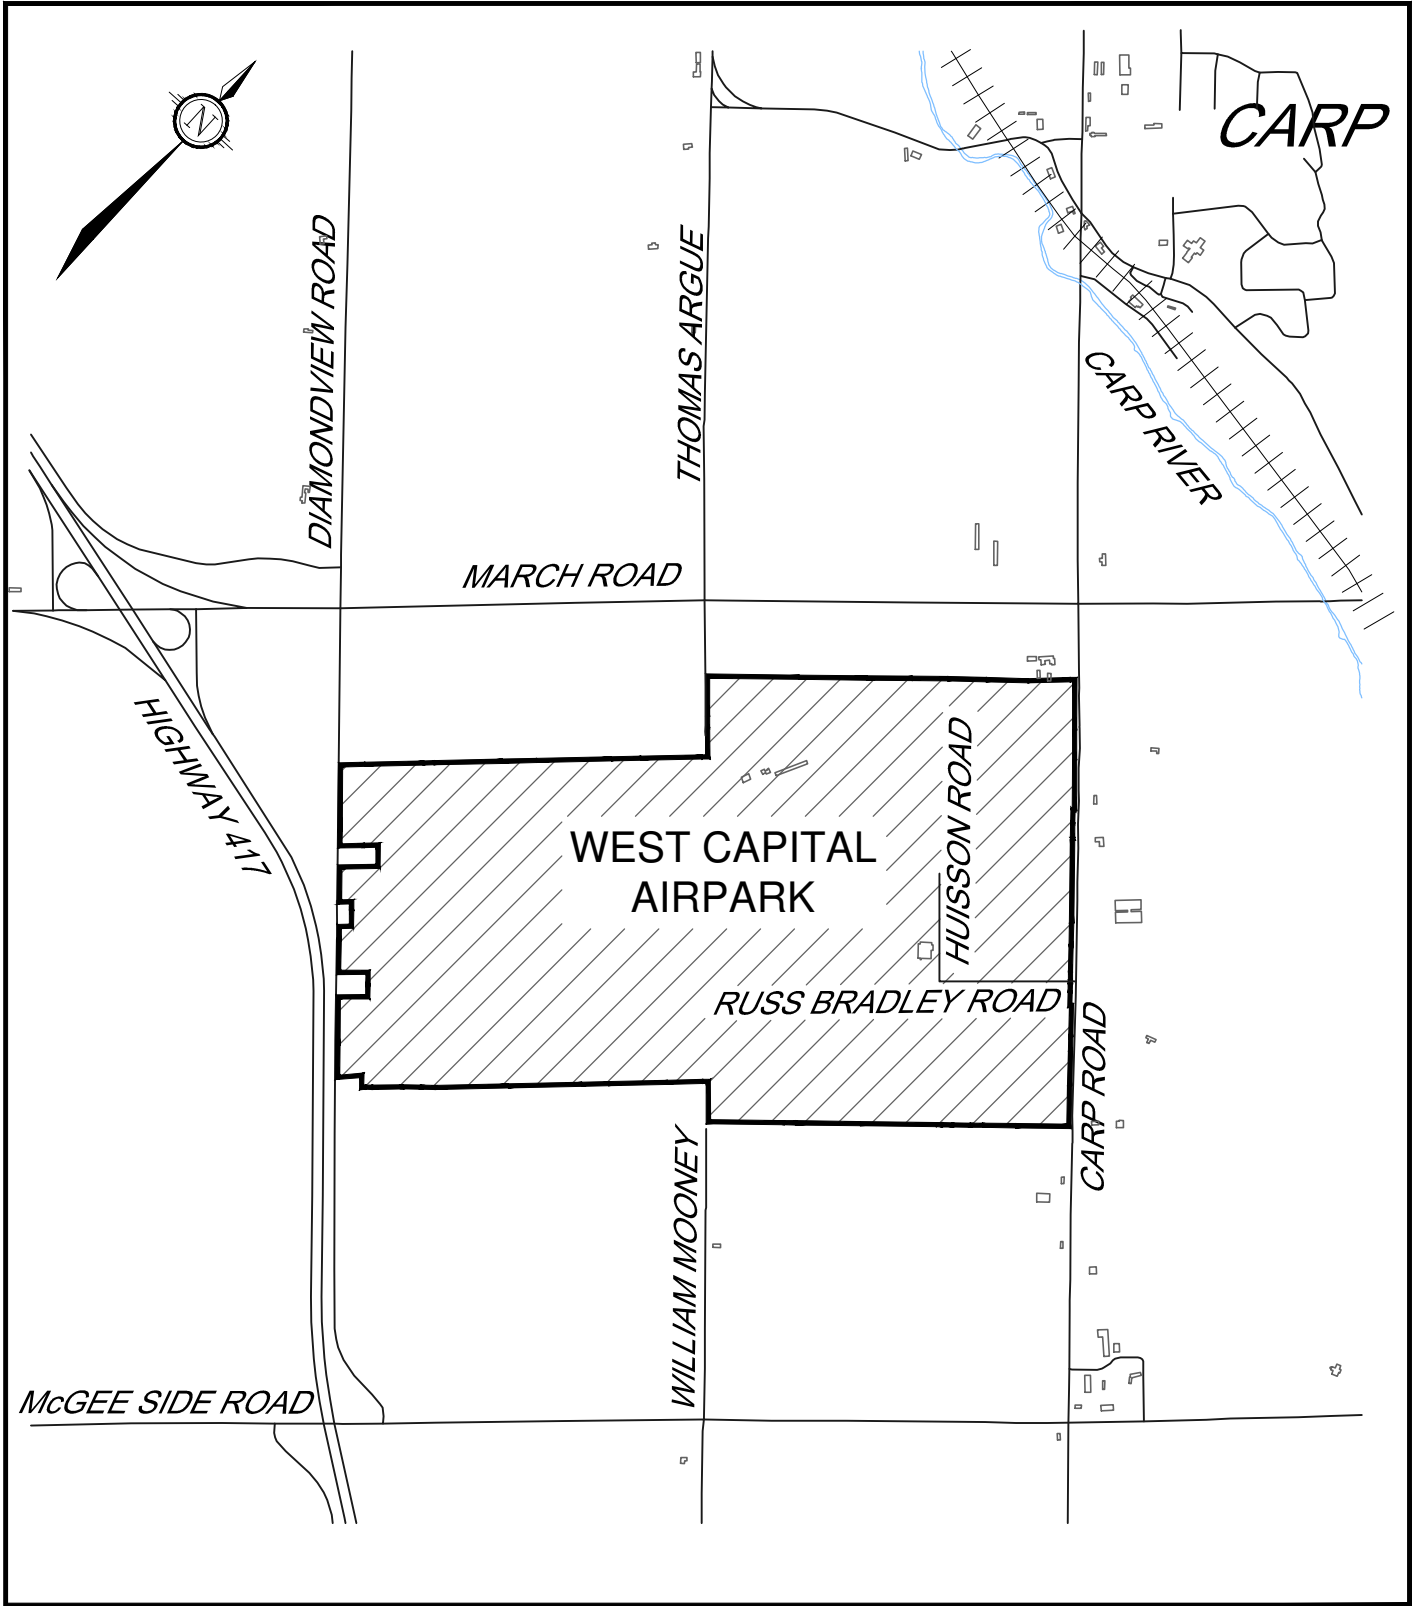 CARP
N
DIAMONDVIEW ROAD
THOMAS ARGUE
CARP RIVER
MARCH ROAD
HIGHWAY 417
HUISSON ROAD
WEST CAPITAL
AIRPARK
RUSS BRADLEY ROAD
CARP ROAD
WILLIAM MOONEY
McGEE SIDE ROAD